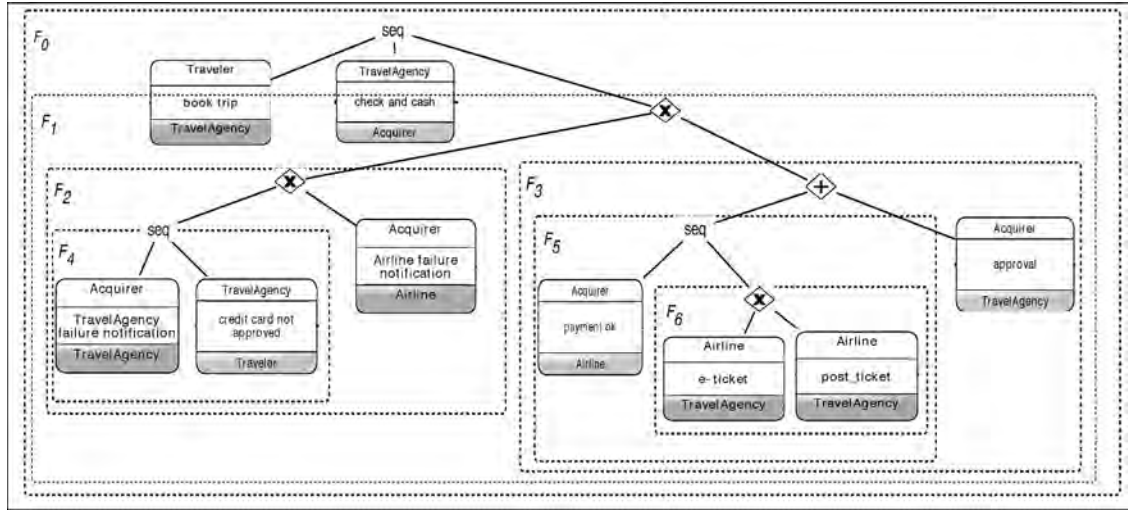 F0
seq
Traveler
book trip
TravelAgency
TravelAgency
check and cash
Acquirer
F1
X
F2
X
seq
F4
Acquirer
TravelAgency
failure notification
TravelAgency
TravelAgency
credit card not
approved
Traveler
Acquirer
Airline failure
notification
Airline
F3
+
F5
seq
Acquirer
payment ok
Airline
F6
X
Airline
e-ticket
TravelAgency
Airline
post_ticket
TravelAgency
Acquirer
approval
TravelAgency